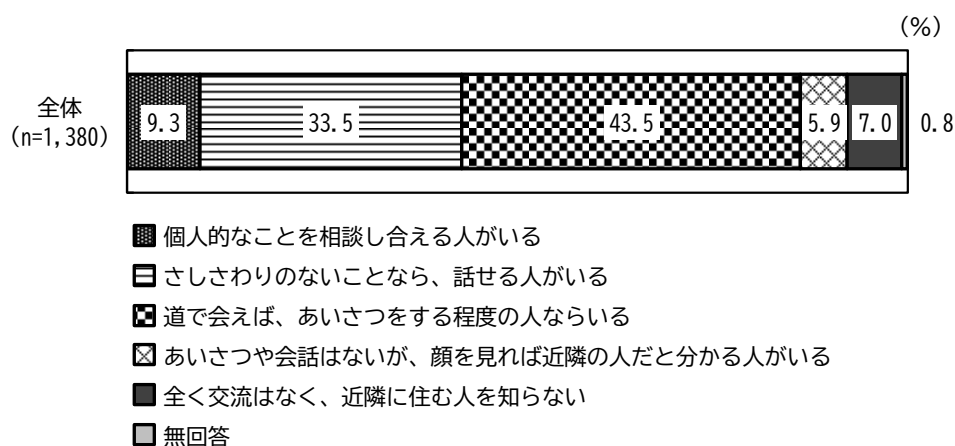 (%)
全体
(n=1,380)
9.3 33.5 43.5 5.9 7.0 0.8
個人的なことを相談し合える人がいる
さしさわりのないことなら、話せる人がいる
道で会えば、あいさつをする程度の人ならいる
あいさつや会話はないが、顔を見れば近隣の人だと分かる人がいる
全く交流はなく、近隣に住む人を知らない
無回答